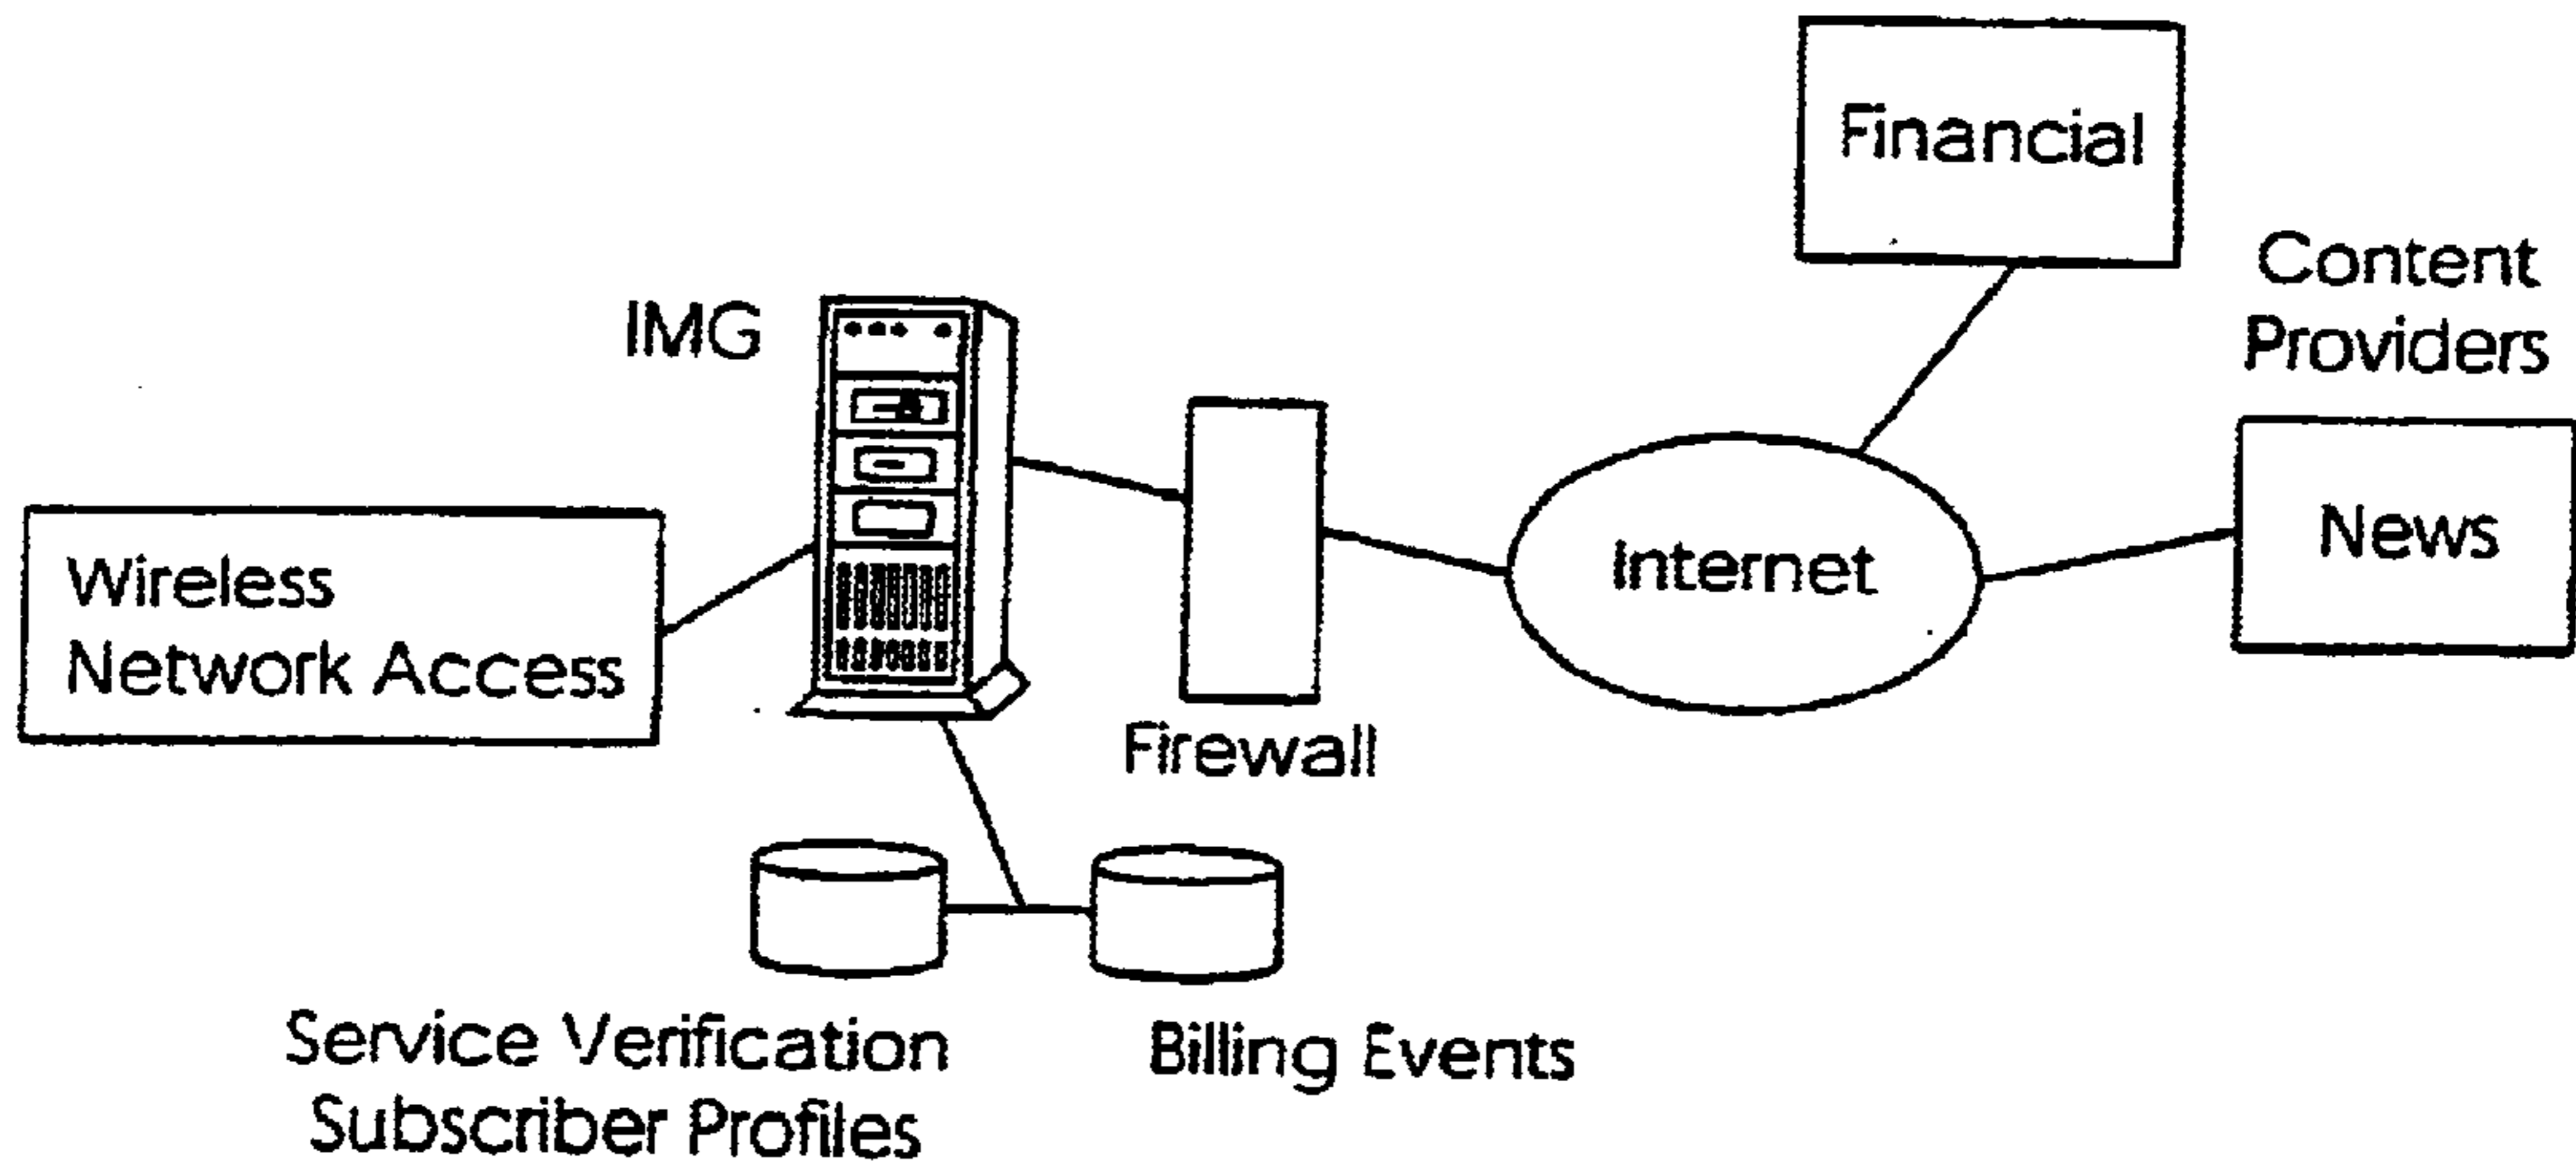 Financial
Content
Providers
IMG
News
Internet
Wireless
Network Access
Firewall
Service Verification
Subscriber Profiles
Billing Events